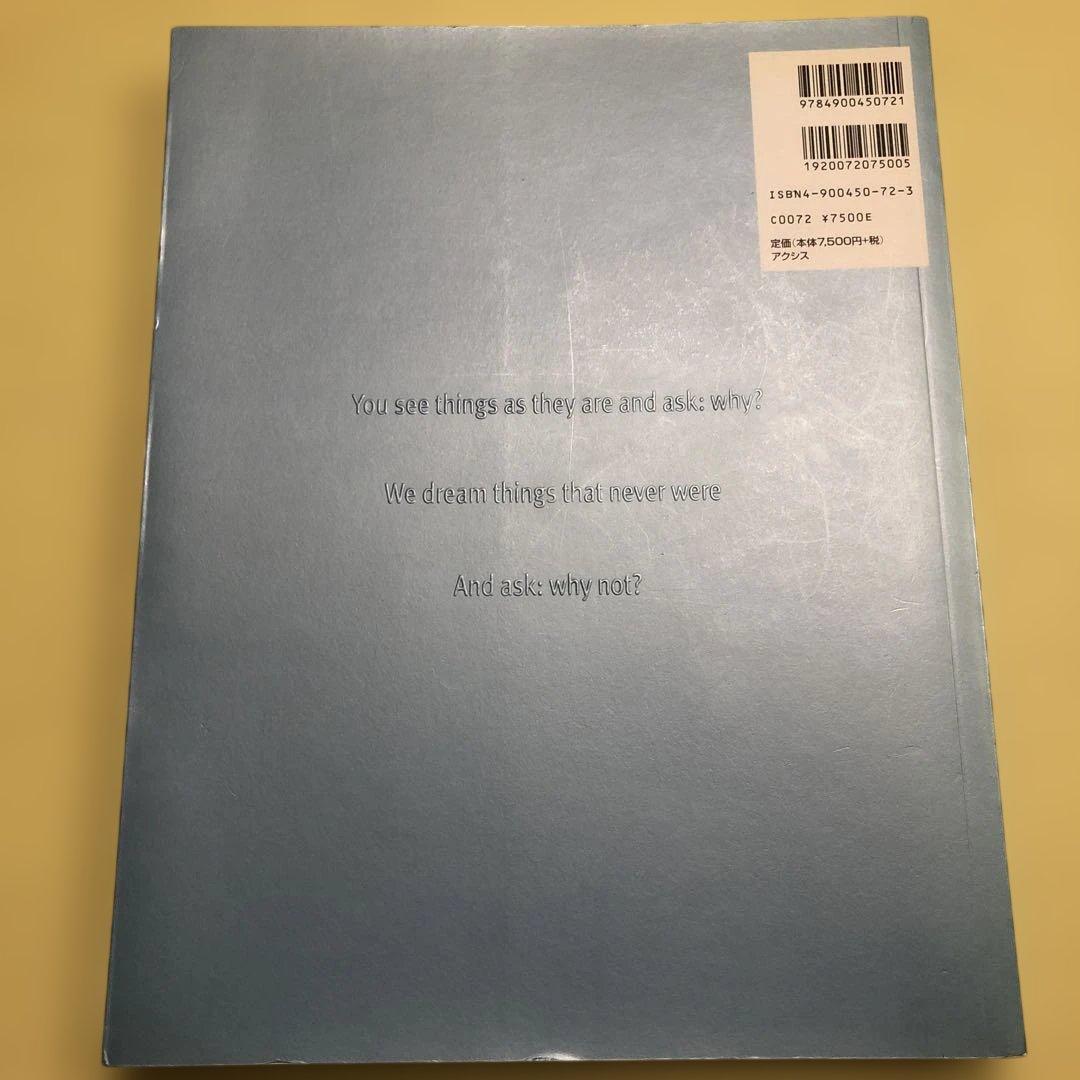 9784900450721
1920072075005
ISBN4-900450-72-3
C0072 ¥7500E
定価(本体7,500円+税)
アクシス
You see things as they are and ask: why?
We dream things that never were
And ask: why not?